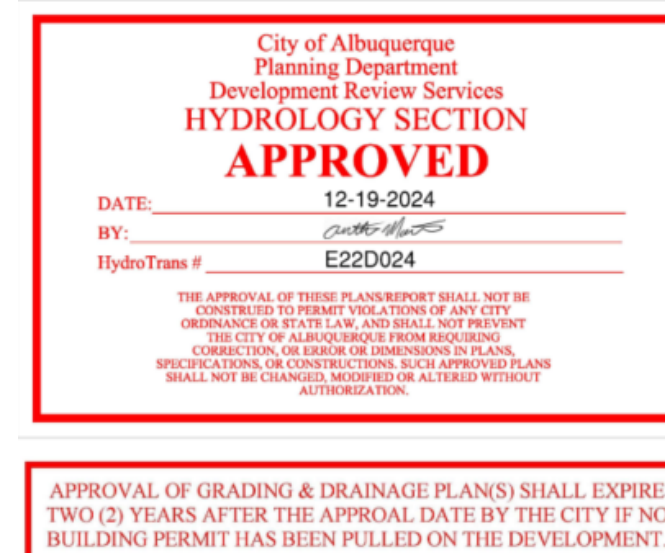 City of Albuquerque
Planning Department
Development Review Services
HYDROLOGY SECTION
APPROVED
DATE: 12-19-2024
BY:
HydroTrans # E22D024
THE APPROVAL OF THESE PLANS/REPORT SHALL NOT BE
CONSTRUED TO PERMIT VIOLATIONS OF ANY CITY
ORDINANCE OR STATE LAW, AND SHALL NOT PREVENT
THE CITY OF ALBUQUERQUE FROM REQUIRING
CORRECTION, OR ERROR OR DIMENSIONS IN PLANS,
SPECIFICATIONS, OR CONSTRUCTIONS. SUCH APPROVED PLANS
SHALL NOT BE CHANGED, MODIFIED OR ALTERED WITHOUT
AUTHORIZATION.
APPROVAL OF GRADING & DRAINAGE PLAN(S) SHALL EXPIRE
TWO (2) YEARS AFTER THE APPROAL DATE BY THE CITY IF NO
BUILDING PERMIT HAS BEEN PULLED ON THE DEVELOPMENT.